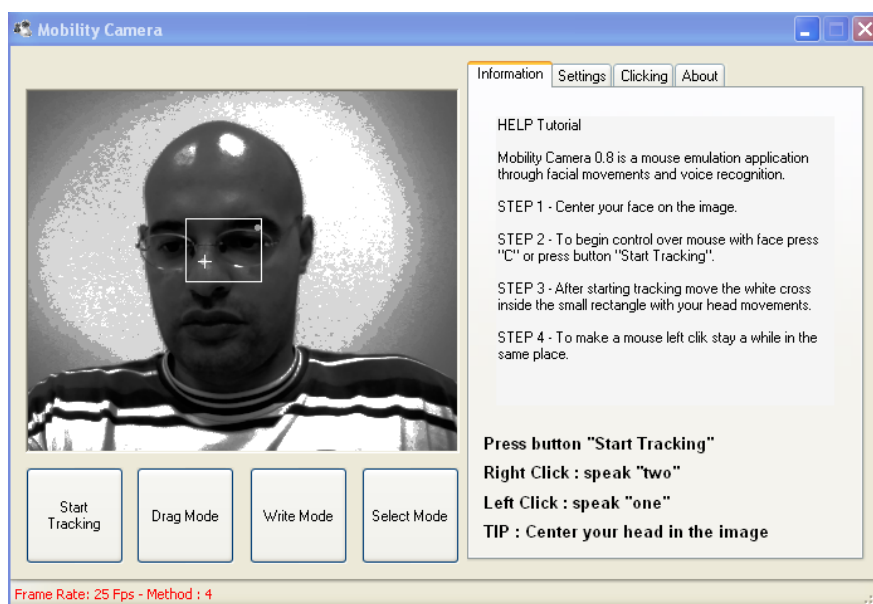 Mobility Camera
Information
Settings
Clicking
About
HELP Tutorial
Mobility Camera 0.8 is a mouse emulation application
through facial movements and voice recognition.
STEP 1 - Center your face on the image.
STEP 2 - To begin control over mouse with face press
"C" or press button "Start Tracking".
STEP 3 - After starting tracking move the white cross
inside the small rectangle with your head movements.
STEP 4 - To make a mouse left clik stay a while in the
same place.
Press button "Start Tracking"
Right Click : speak "two"
Left Click : speak "one"
TIP : Center your head in the image
Start
Tracking
Drag Mode
Write Mode
Select Mode
Frame Rate: 25 Fps - Method : 4